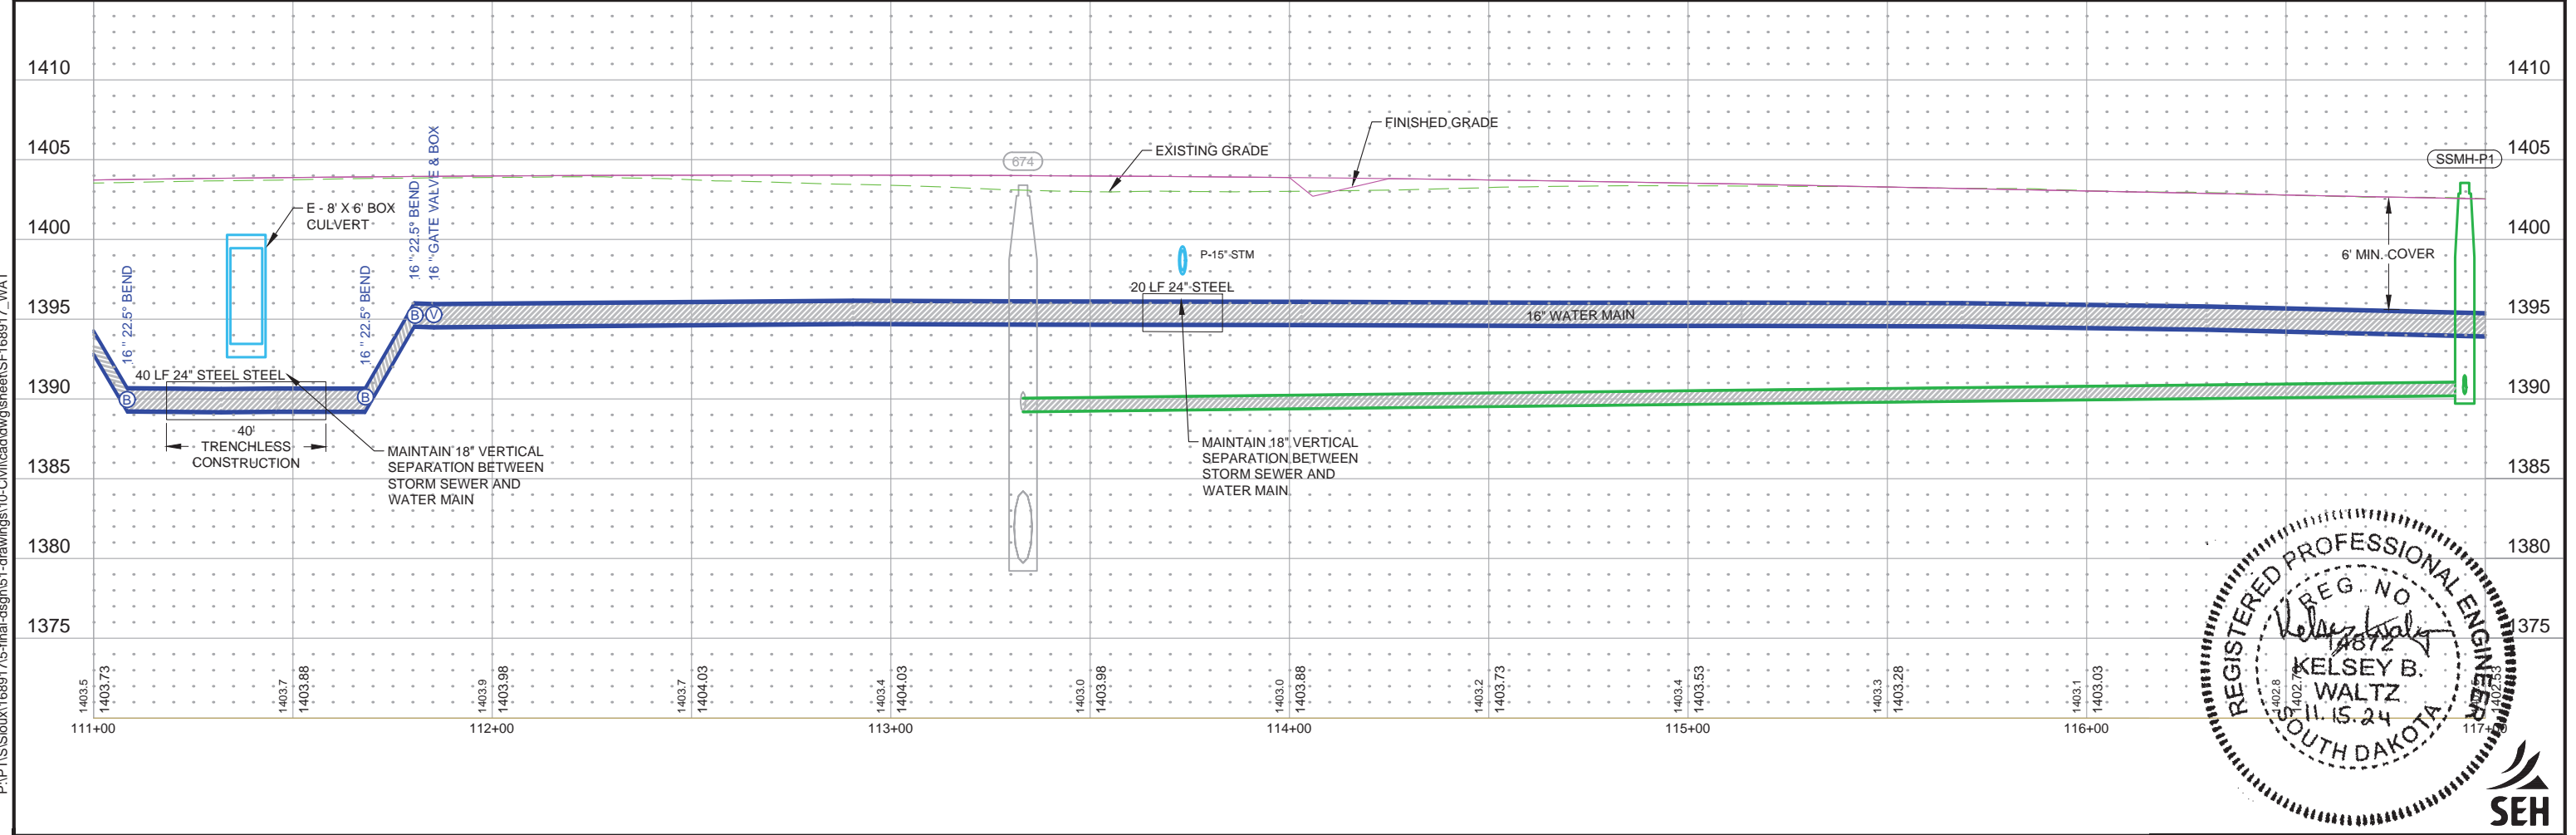 1410
1410
FINISHED GRADE
1405
EXISTING GRADE
1405
674
SSMH-P1
16 " 22.5° BEND
16 " GATE VALVE & BOX
E - 8' X 6' BOX
CULVERT
1400
1400
P-15" STM
6' MIN. COVER
16 " 22.5° BEND
16 " 22.5° BEND
20 LF 24" STEEL
1395
1395
B
V
16" WATER MAIN
40 LF 24" STEEL STEEL
1390
1390
B
B
40'
TRENCHLESS
CONSTRUCTION
MAINTAIN 18" VERTICAL
SEPARATION BETWEEN
STORM SEWER AND
WATER MAIN
MAINTAIN 18" VERTICAL
SEPARATION BETWEEN
STORM SEWER AND
WATER MAIN
1385
1385
1380
1380
1375
1375
REGISTERED PROFESSIONAL ENGINEER
REG. NO
14872
KELSEY B.
WALTZ
11.15.24
SOUTH DAKOTA
1403.5
1403.73
1403.7
1403.88
1403.9
1403.98
1403.7
1404.03
1403.4
1404.03
1403.0
1403.98
1403.0
1403.88
1403.2
1403.73
1403.4
1403.53
1403.3
1403.28
1403.1
1403.03
1402.8
1402.53
111+00
112+00
113+00
114+00
115+00
116+00
117+00
SEH